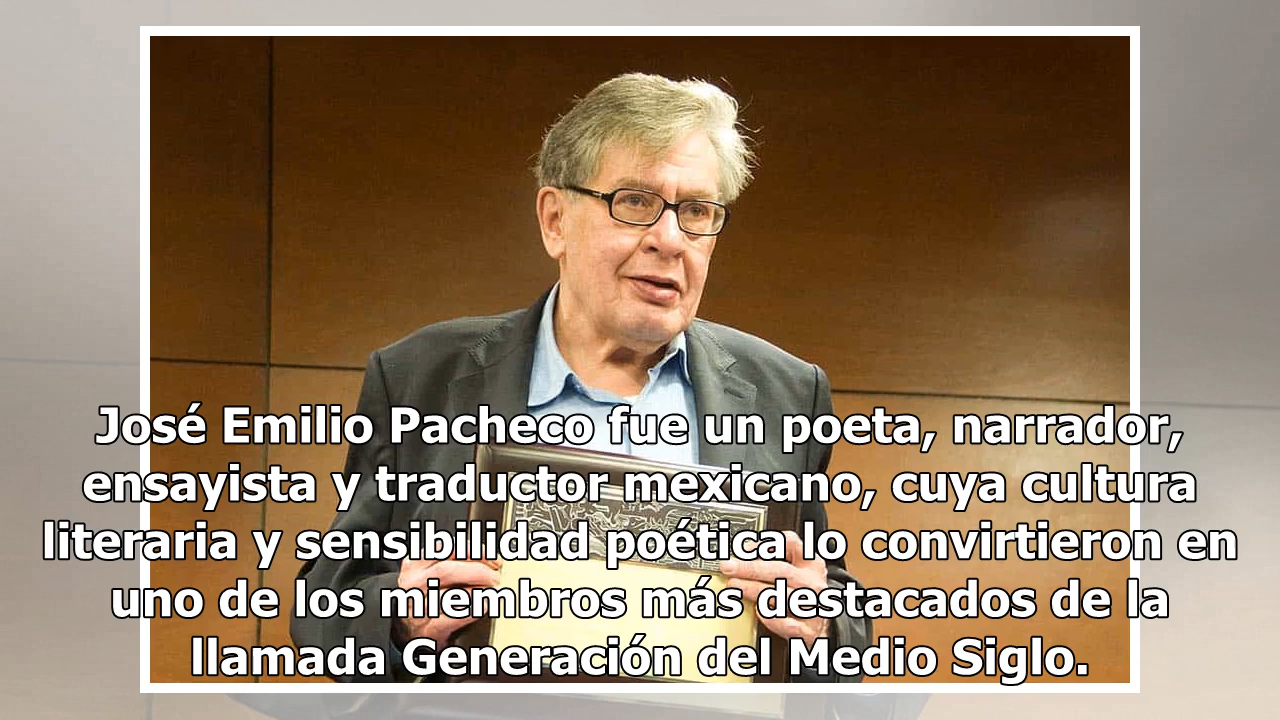 José Emilio Pacheco fue un poeta, narrador,
ensayista y traductor mexicano, cuya cultura
literaria y sensibilidad poética lo convirtieron en
uno de los miembros más destacados de la
llamada Generación del Medio Siglo.